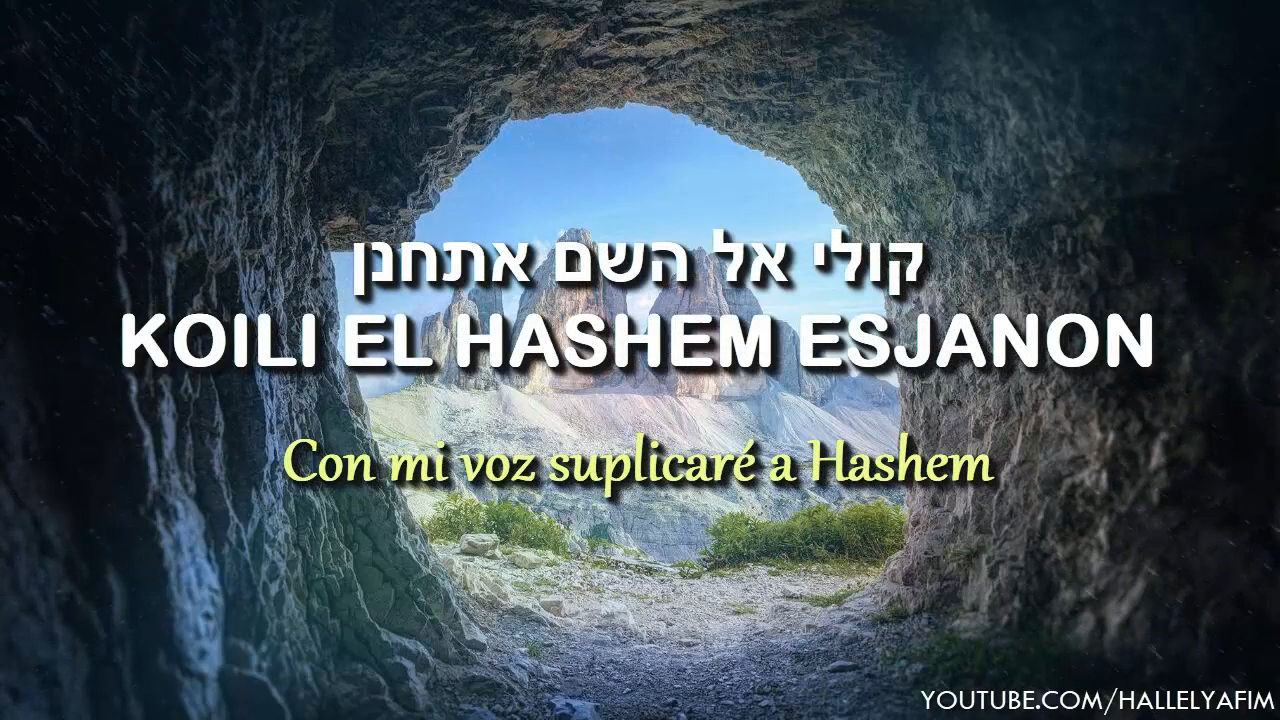 קולי אל השם אתחנן
KOILI EL HASHEM ESJANON
Con mi voz suplicaré a Hashem
YOUTUBE.COM/HALLELYAFIM